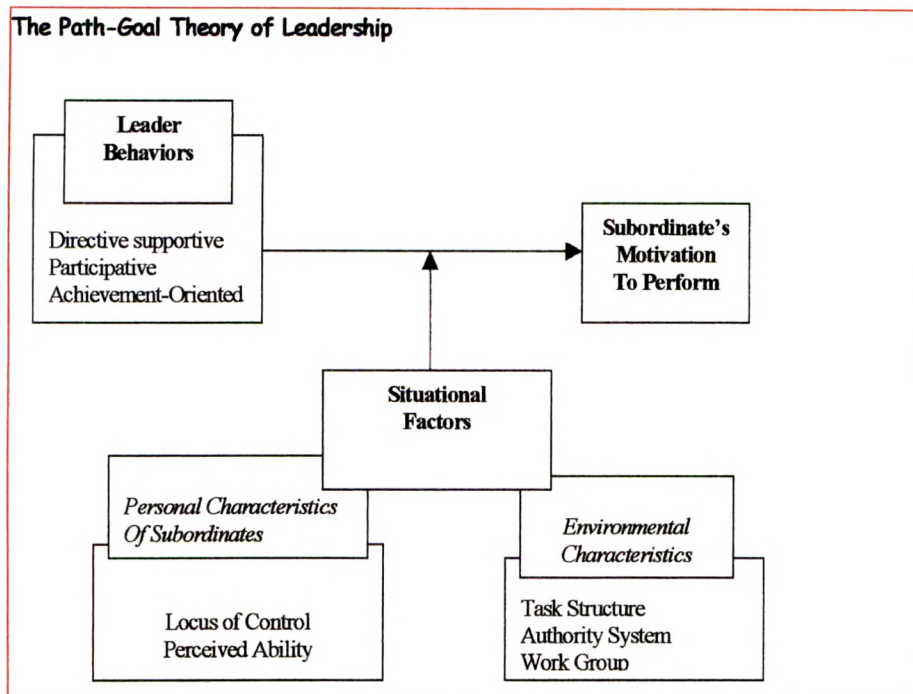 The Path-Goal Theory of Leadership
Leader
Behaviors
Directive supportive
Participative
Achievement-Oriented
Subordinate's
Motivation
To Perform
Situational
Factors
Personal Characteristics
Of Subordinates
Locus of Control
Perceived Ability
Environmental
Characteristics
Task Structure
Authority System
Work Group